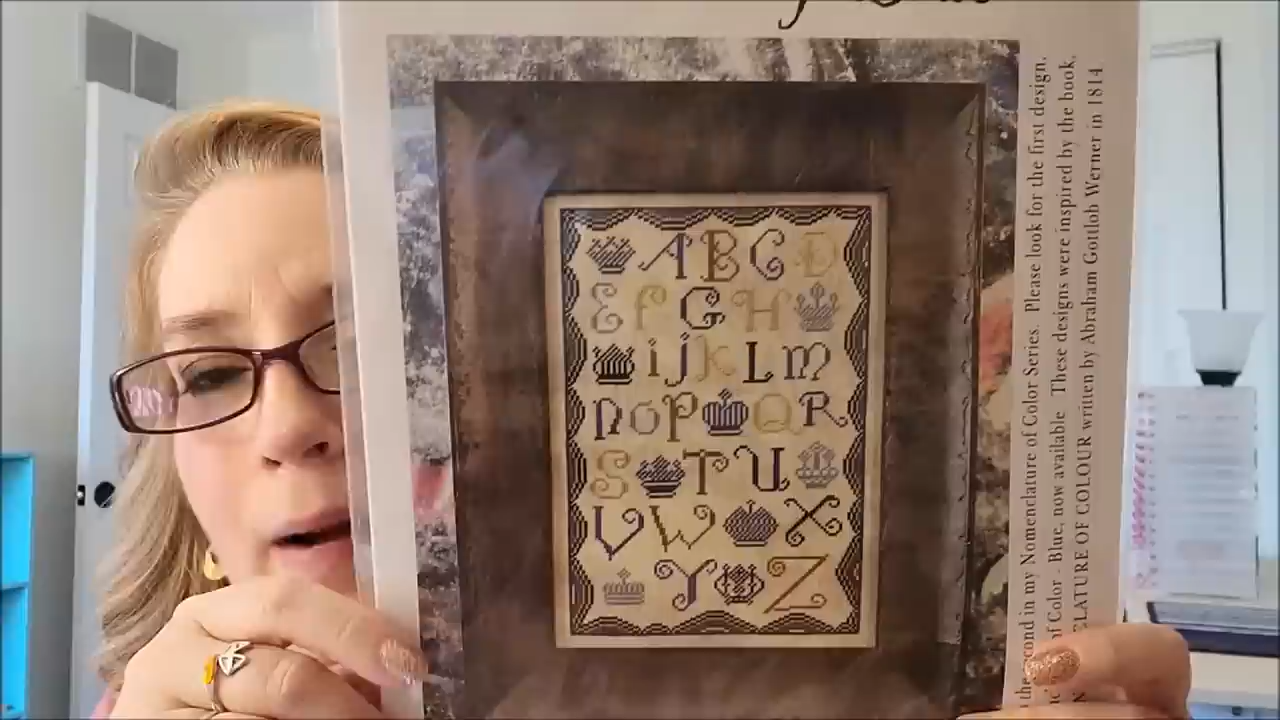 A B C D
E f G H
i j K L m
n o P Q R
S T U
V W X
Y Z
the second in my Nomenclature of Color Series. Please look for the first design,
of Color - Blue, now available These designs were inspired by the book,
NOMENCLATURE OF COLOUR written by Abraham Gottlob Werner in 1814